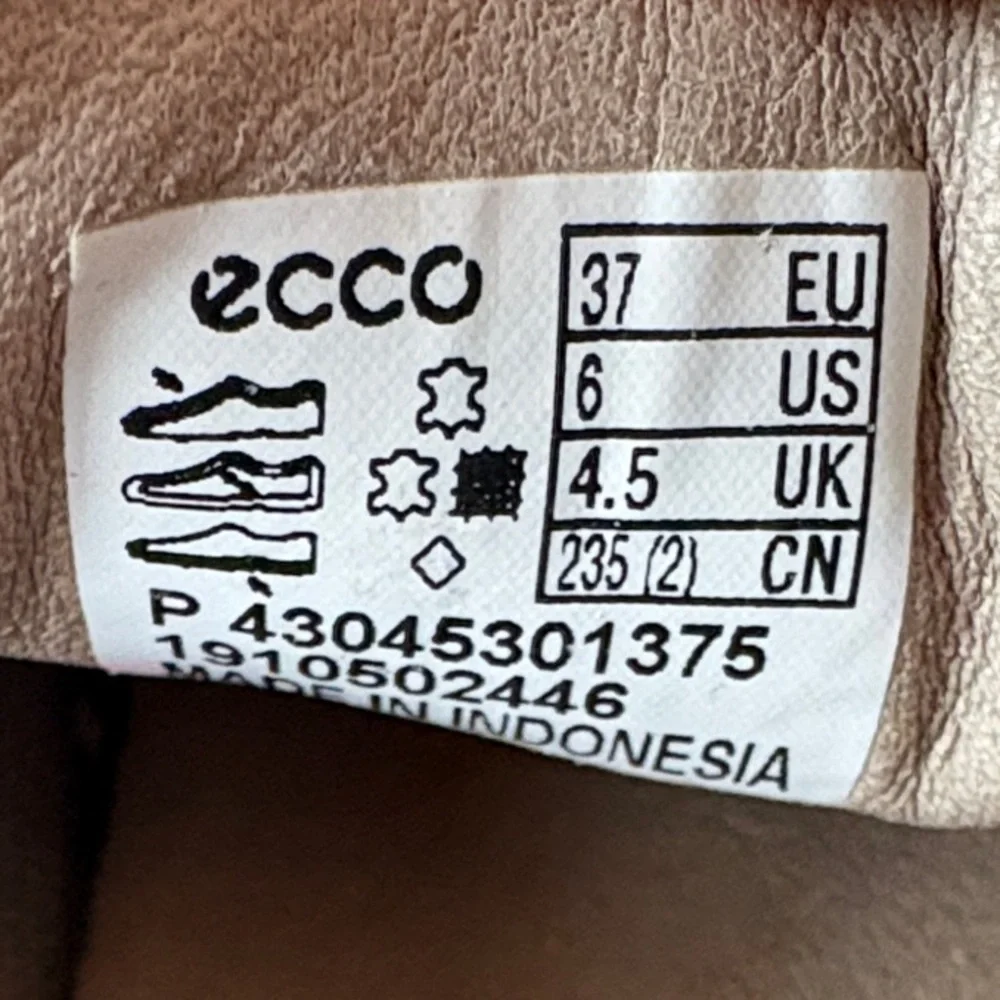 ecco
37 EU
6 US
4.5 UK
235 (2) CN
P 43045301375
1910502446
MADE IN INDONESIA